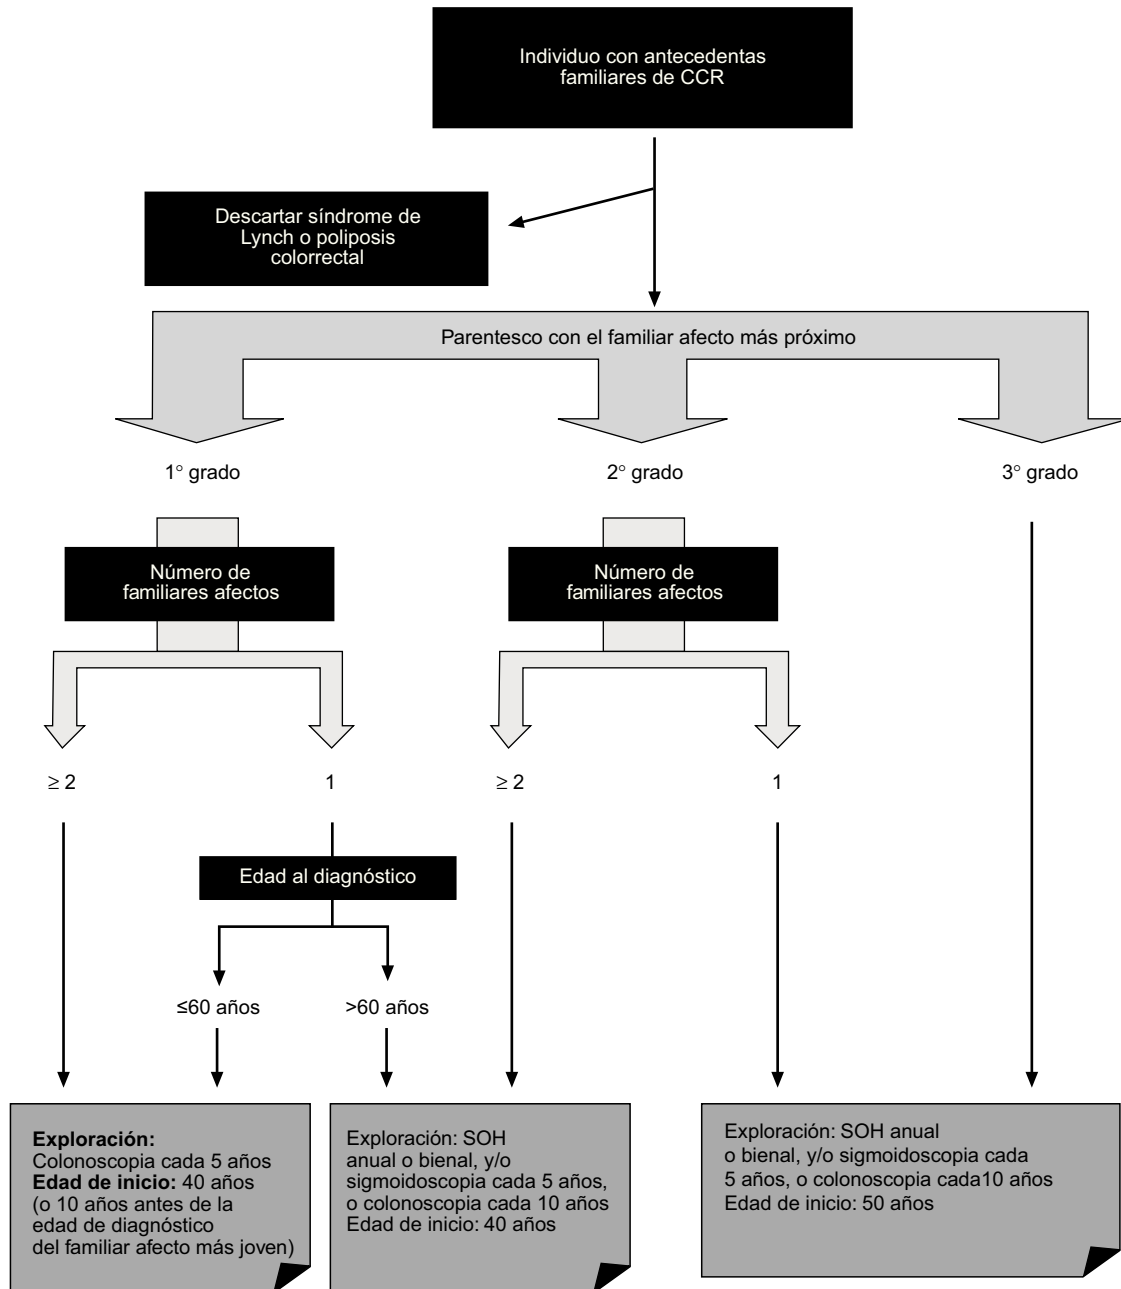 Individuo con antecedentas
familiares de CCR
Descartar síndrome de
Lynch o poliposis
colorrectal
Parentesco con el familiar afecto más próximo
1° grado
2° grado
3° grado
Número de
familiares afectos
Número de
familiares afectos
≥ 2
1
≥ 2
1
Edad al diagnóstico
≤60 años
>60 años
Exploración:
Colonoscopia cada 5 años
Edad de inicio: 40 años
(o 10 años antes de la
edad de diagnóstico
del familiar afecto más joven)
Exploración: SOH
anual o bienal, y/o
sigmoidoscopia cada 5 años,
o colonoscopia cada 10 años
Edad de inicio: 40 años
Exploración: SOH anual
o bienal, y/o sigmoidoscopia cada
5 años, o colonoscopia cada10 años
Edad de inicio: 50 años